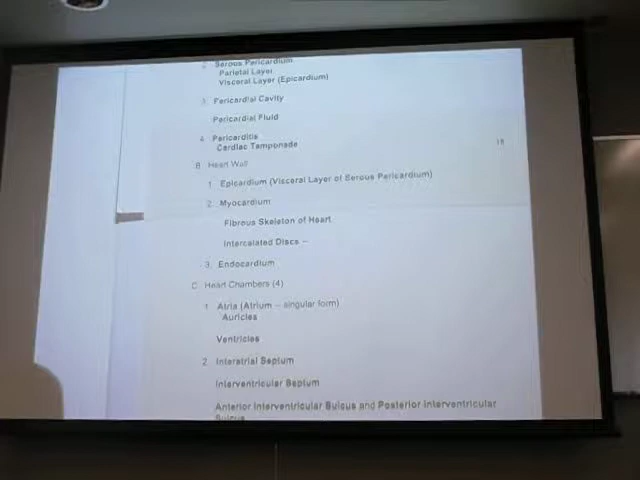 2. Serous Pericardium
Parietal Layer
Visceral Layer (Epicardium)
3. Pericardial Cavity
Pericardial Fluid
4. Pericarditis
Cardiac Tamponade
B. Heart Wall
1. Epicardium (Visceral Layer of Serous Pericardium)
2. Myocardium
Fibrous Skeleton of Heart
Intercalated Discs –
3. Endocardium
C. Heart Chambers (4)
1. Atria (Atrium – singular form)
Auricles
Ventricles
2. Interatrial Septum
Interventricular Septum
Anterior Interventricular Sulcus and Posterior Interventricular
Sulcus